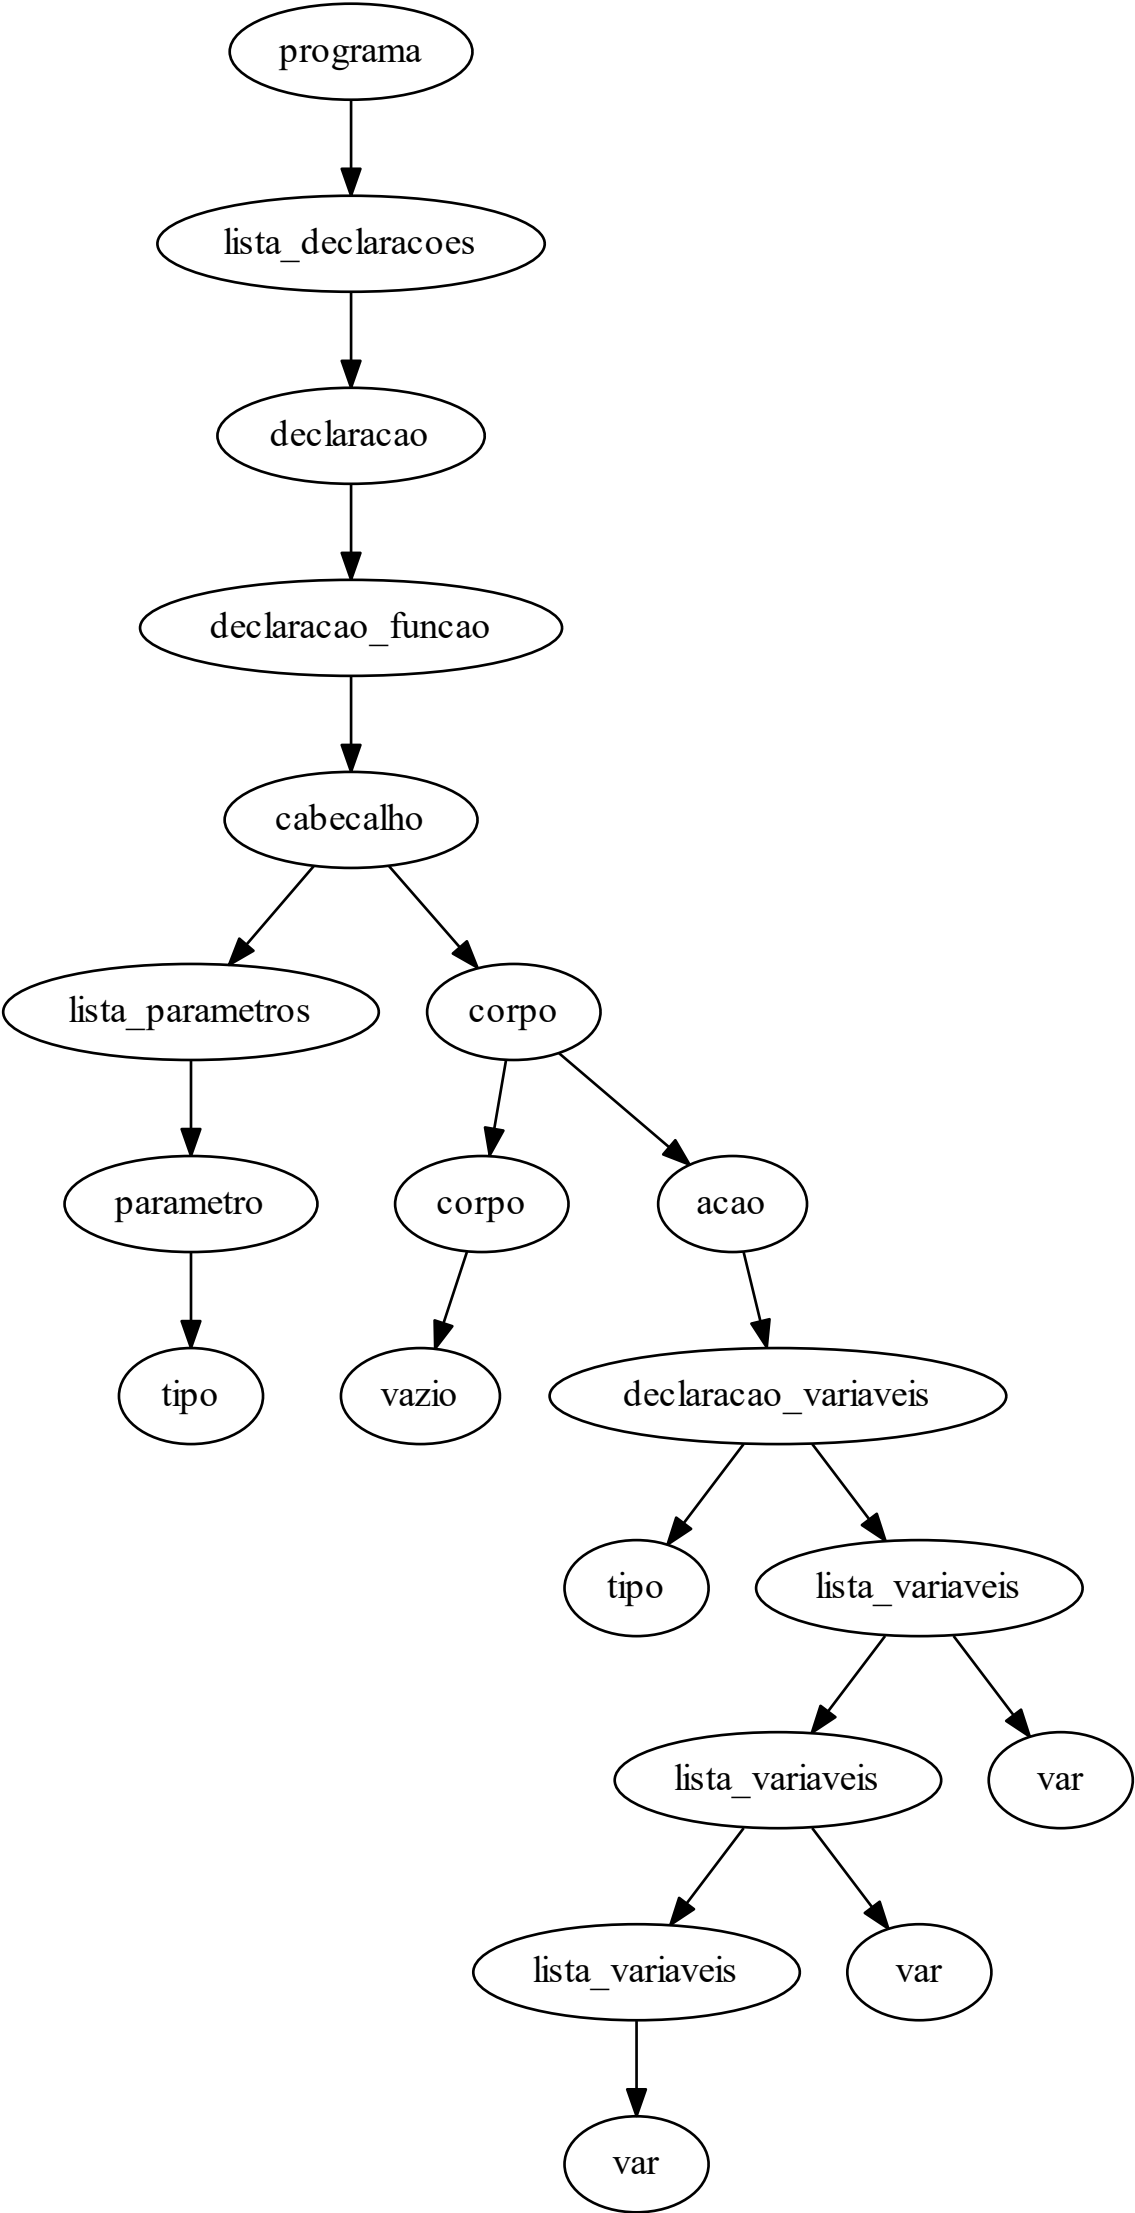 programa
lista_declaracoes
declaracao
declaracao_funcao
cabecalho
lista_parametros
corpo
parametro
corpo
acao
tipo
vazio
declaracao_variaveis
tipo
lista_variaveis
lista_variaveis
var
lista_variaveis
var
var